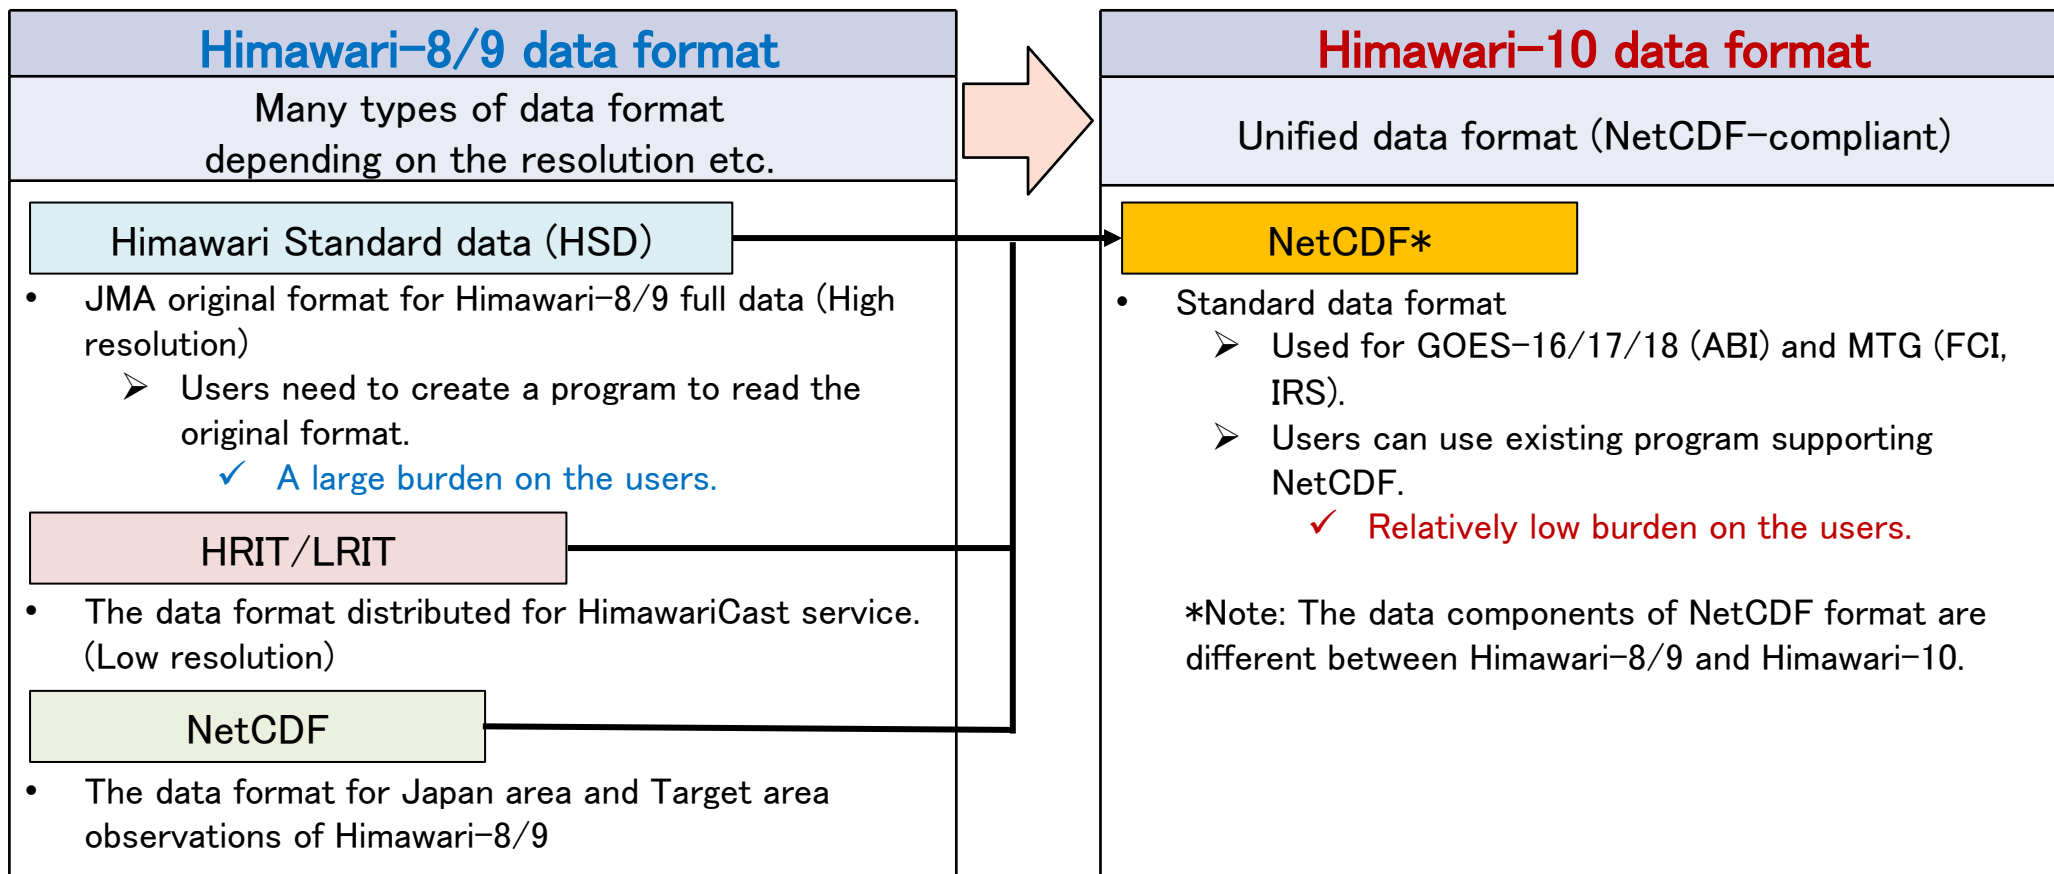 Himawari-8/9 data format
Many types of data format
depending on the resolution etc.
Himawari Standard data (HSD)
• JMA original format for Himawari-8/9 full data (High
resolution)
➢ Users need to create a program to read the
original format.
✓ A large burden on the users.
HRIT/LRIT
• The data format distributed for HimawariCast service.
(Low resolution)
NetCDF
• The data format for Japan area and Target area
observations of Himawari-8/9
Himawari-10 data format
Unified data format (NetCDF-compliant)
NetCDF*
• Standard data format
➢ Used for GOES-16/17/18 (ABI) and MTG (FCI,
IRS).
➢ Users can use existing program supporting
NetCDF.
✓ Relatively low burden on the users.
*Note: The data components of NetCDF format are
different between Himawari-8/9 and Himawari-10.